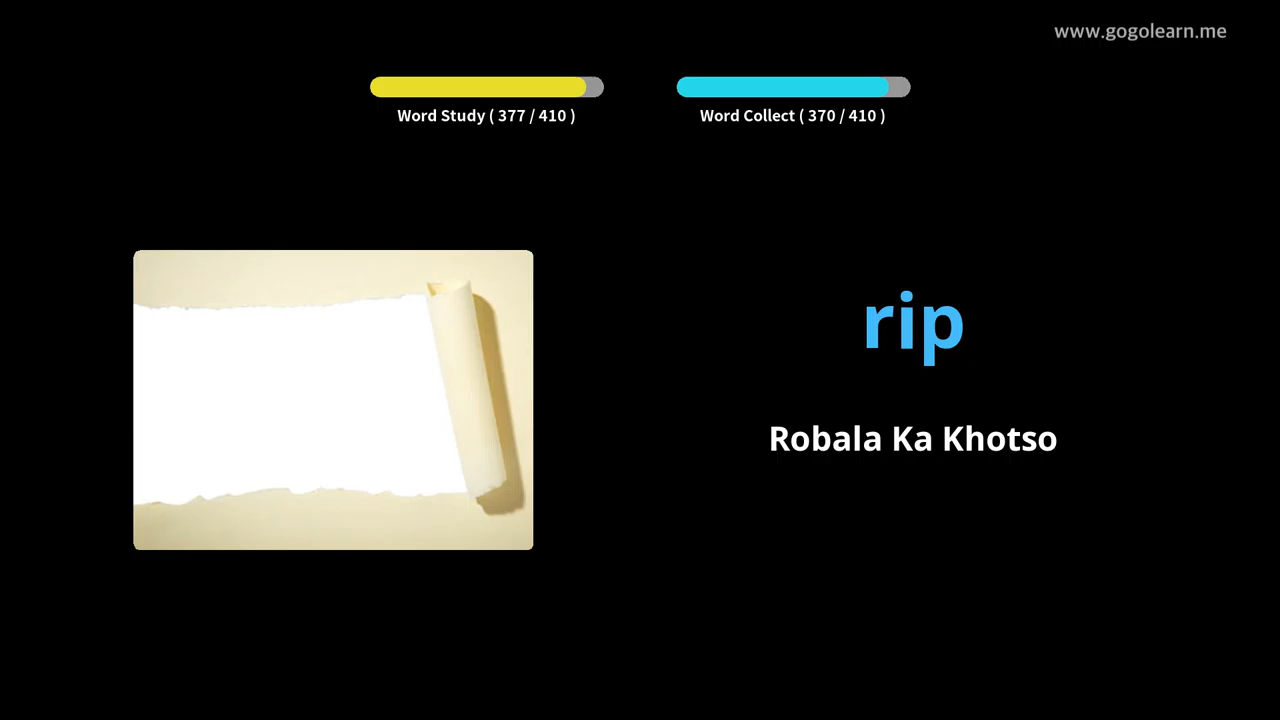 www.gogolearn.me
Word Study ( 377 / 410 )
Word Collect ( 370 / 410 )
rip
Robala Ka Khotso